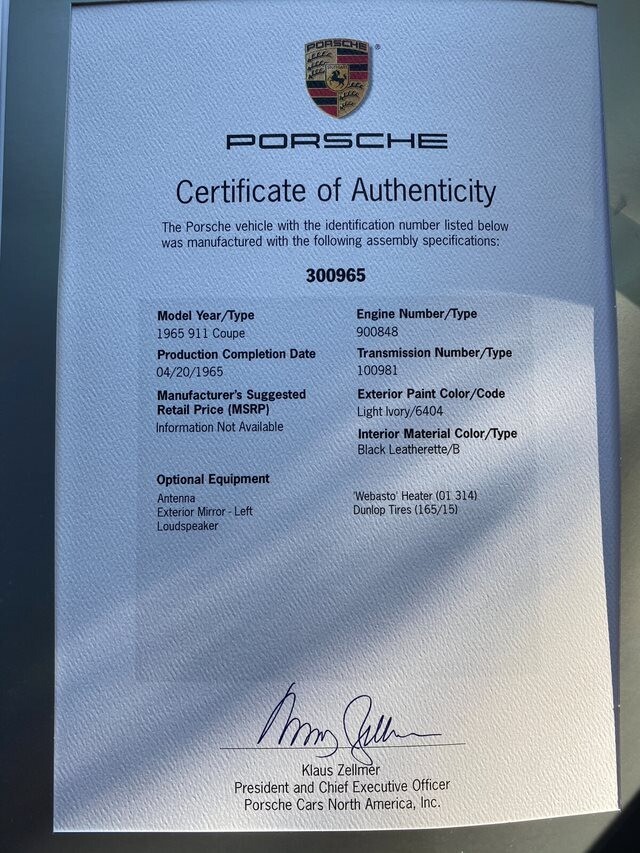 PORSCHE
®
PORSCHE
Certificate of Authenticity
The Porsche vehicle with the identification number listed below
was manufactured with the following assembly specifications:
300965
Model Year/Type
1965 911 Coupe
Production Completion Date
04/20/1965
Manufacturer's Suggested
Retail Price (MSRP)
Information Not Available
Engine Number/Type
900848
Transmission Number/Type
100981
Exterior Paint Color/Code
Light Ivory/6404
Interior Material Color/Type
Black Leatherette/B
Optional Equipment
Antenna
Exterior Mirror - Left
Loudspeaker
'Webasto' Heater (01 314)
Dunlop Tires (165/15)
Klaus Zellmer
President and Chief Executive Officer
Porsche Cars North America, Inc.